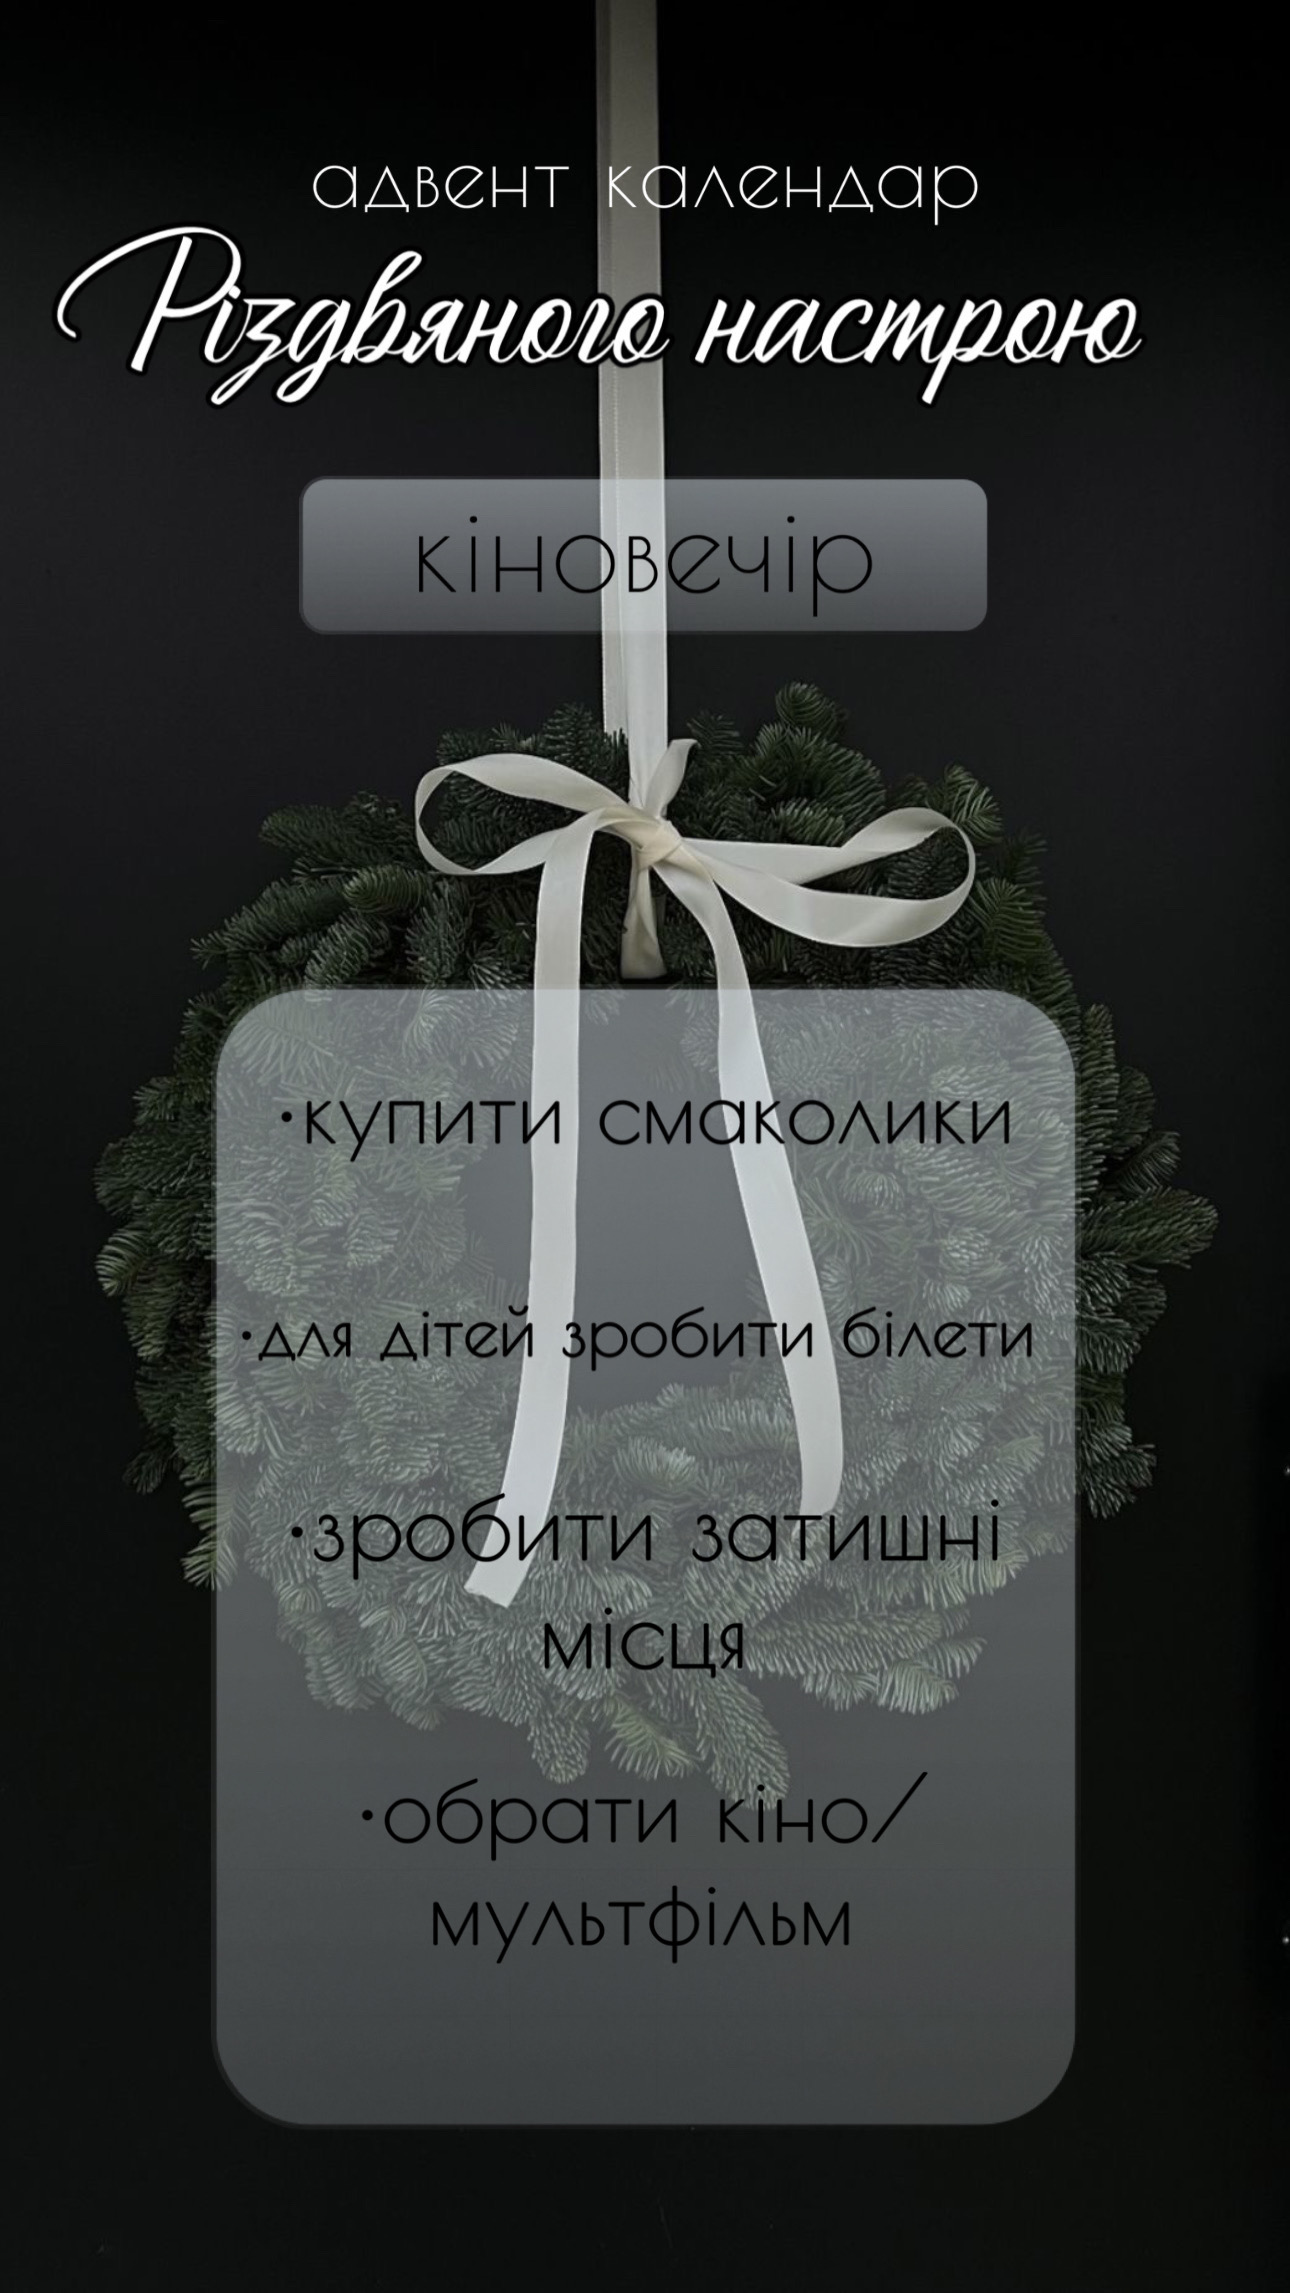 адвент календар
Різдвяного настрою
кіновечір
•купити смаколики
•для дітей зробити білети
•зробити затишні
місця
•обрати кіно/
мультфільм